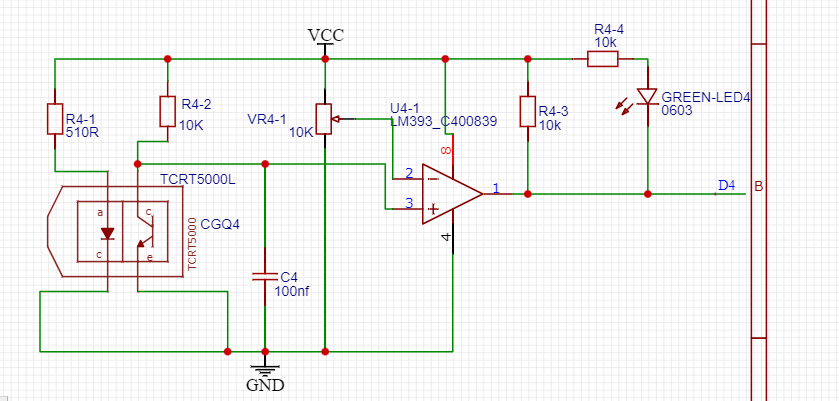 VCC
R4-4
10k
R4-1
510R
R4-2
10K
VR4-1
10K
U4-1
LM393_C400839
8
R4-3
10k
GREEN-LED4
0603
2
3
1
4
D4
B
TCRT5000L
a
c
c
e
CGQ4
TCRT5000
C4
100nf
GND